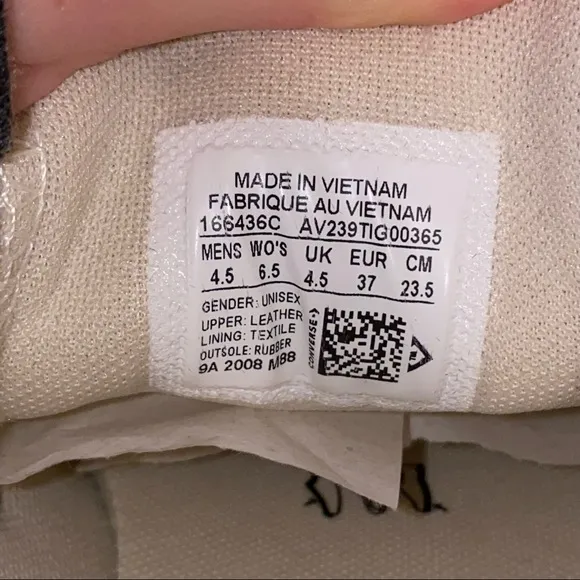 MADE IN VIETNAM
FABRIQUE AU VIETNAM
166436C AV239TIG00365
MENS WO'S UK EUR CM
4.5 6.5 4.5 37 23.5
GENDER: UNISEX
UPPER: LEATHER
LINING: TEXTILE
OUTSOLE: RUBBER
9A 2008 M88
CONVERSE